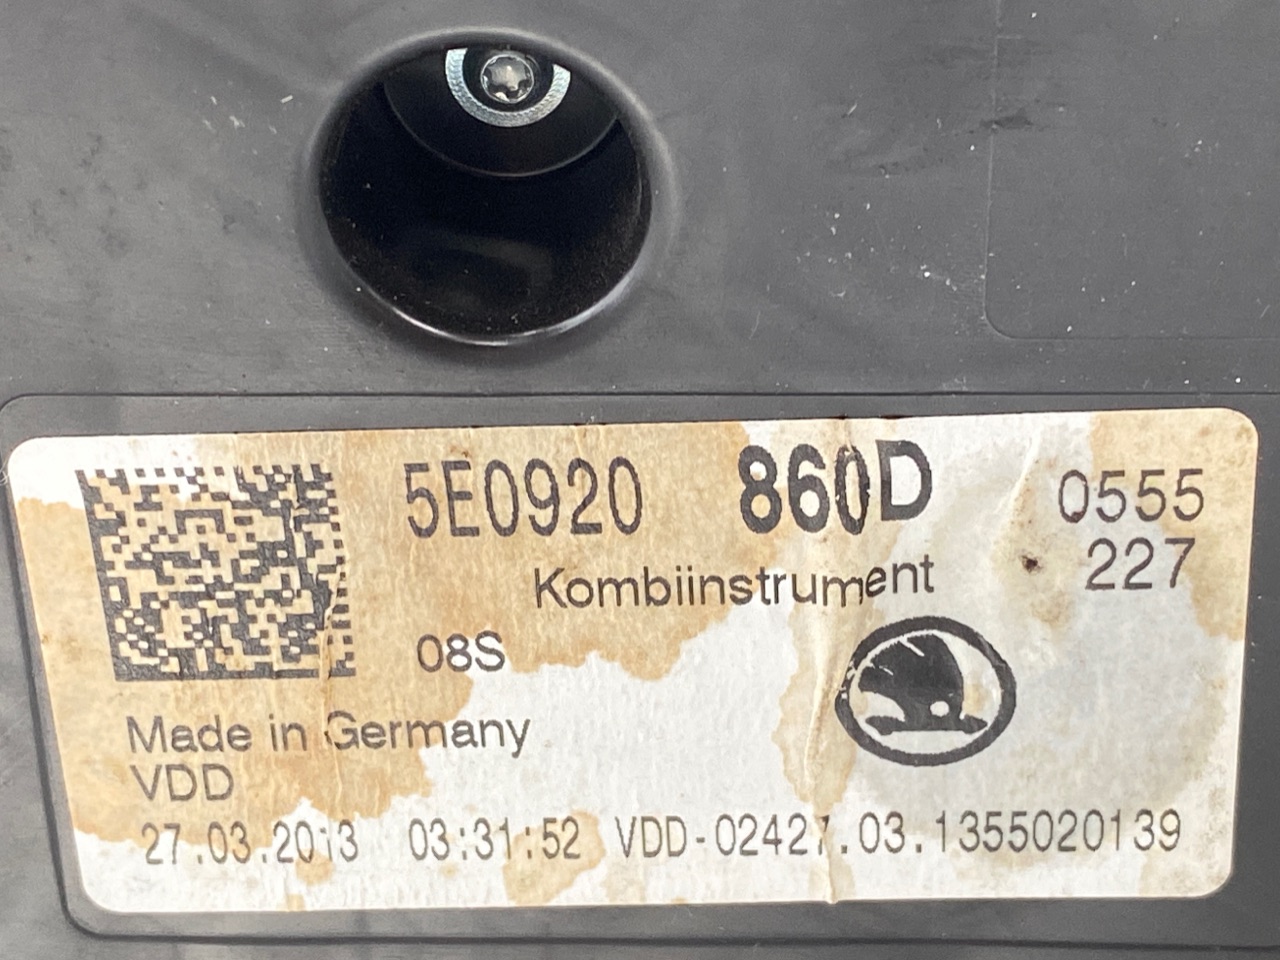 5E0920 860D 0555
227
Kombiinstrument
08S
Made in Germany
VDD
27.03.2013 03:31:52 VDD-02427.03.1355020139